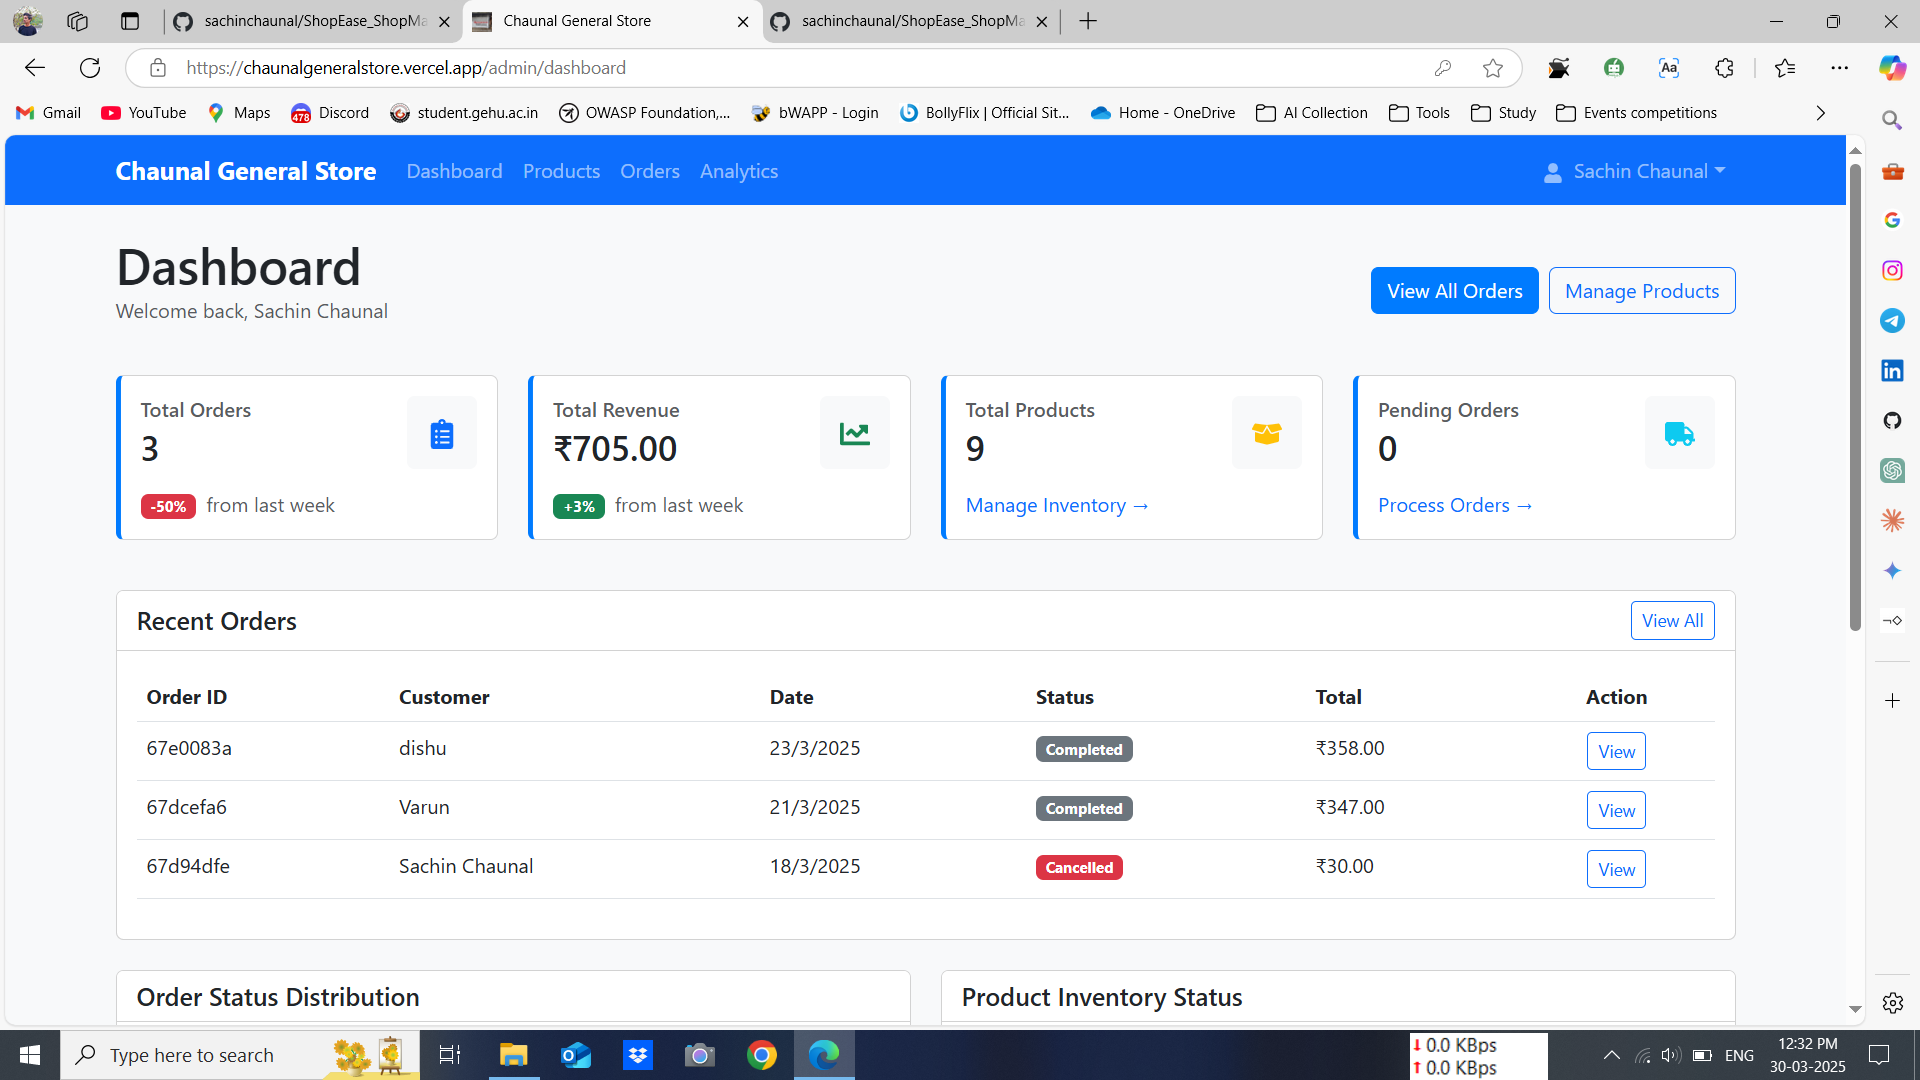 sachinchaunal/ShopEase_ShopMa
Chaunal General Store
sachinchaunal/ShopEase_ShopMa
https://chaunalgeneralstore.vercel.app/admin/dashboard
Gmail YouTube Maps Discord student.gehu.ac.in OWASP Foundation,... bWAPP - Login BollyFlix | Official Sit... Home - OneDrive AI Collection Tools Study Events competitions
478
Chaunal General Store Dashboard Products Orders Analytics Sachin Chaunal
Dashboard
Welcome back, Sachin Chaunal
View All Orders Manage Products
Total Orders
3
-50% from last week
Total Revenue
₹705.00
+3% from last week
Total Products
9
Manage Inventory →
Pending Orders
0
Process Orders →
Recent Orders View All
Order ID Customer Date Status Total Action
67e0083a dishu 23/3/2025 Completed ₹358.00 View
67dcefa6 Varun 21/3/2025 Completed ₹347.00 View
67d94dfe Sachin Chaunal 18/3/2025 Cancelled ₹30.00 View
Order Status Distribution Product Inventory Status
Type here to search
0.0 KBps
0.0 KBps
ENG
12:32 PM
30-03-2025